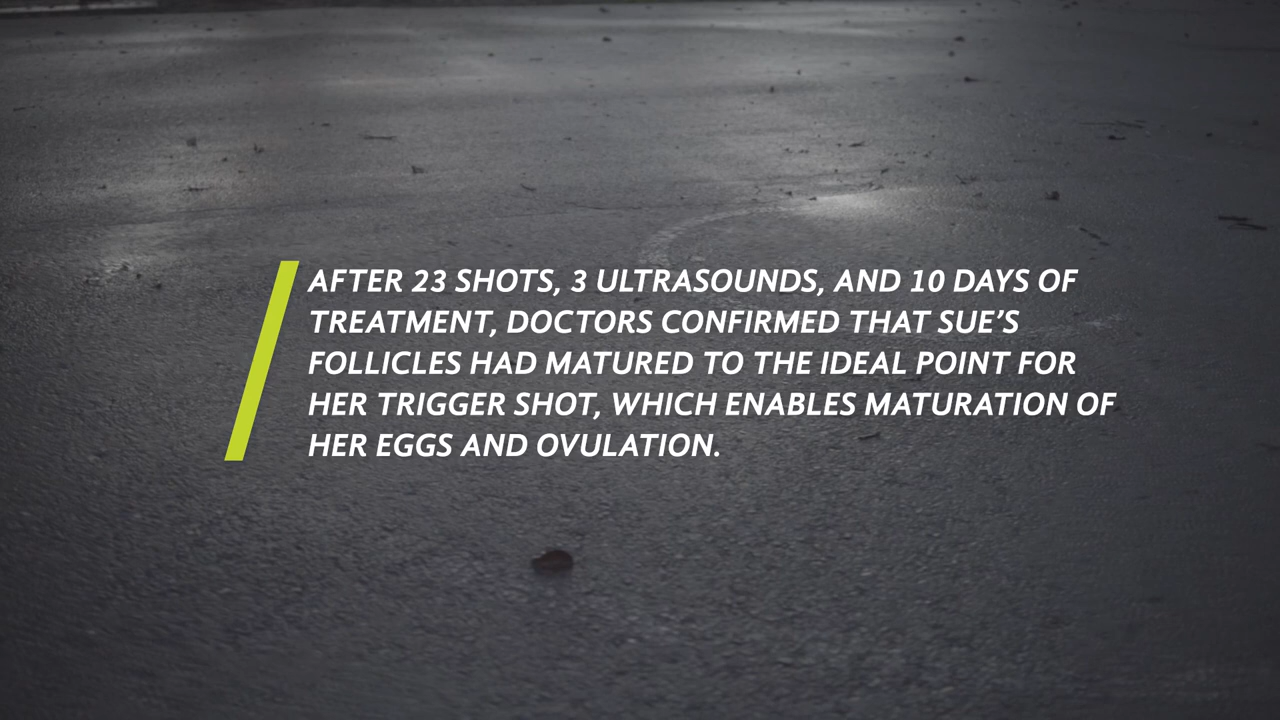 AFTER 23 SHOTS, 3 ULTRASOUNDS, AND 10 DAYS OF
TREATMENT, DOCTORS CONFIRMED THAT SUE’S
FOLLICLES HAD MATURED TO THE IDEAL POINT FOR
HER TRIGGER SHOT, WHICH ENABLES MATURATION OF
HER EGGS AND OVULATION.